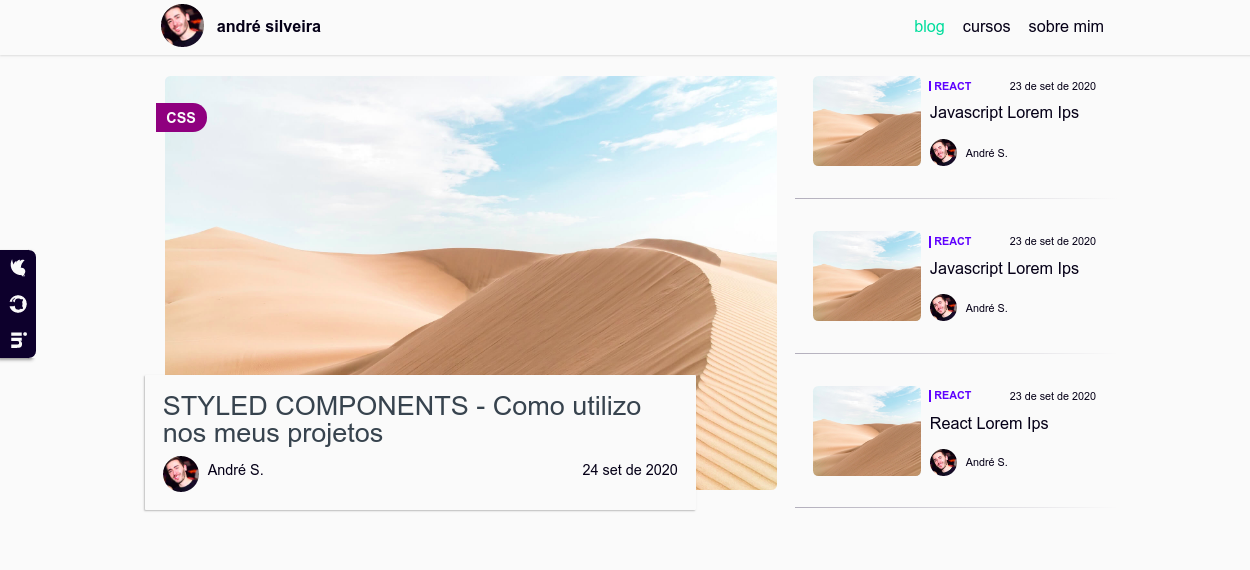 andré silveira
blog cursos sobre mim
CSS
STYLED COMPONENTS - Como utilizo
nos meus projetos
André S. 24 set de 2020
REACT 23 de set de 2020
Javascript Lorem Ips
André S.
REACT 23 de set de 2020
Javascript Lorem Ips
André S.
REACT 23 de set de 2020
React Lorem Ips
André S.